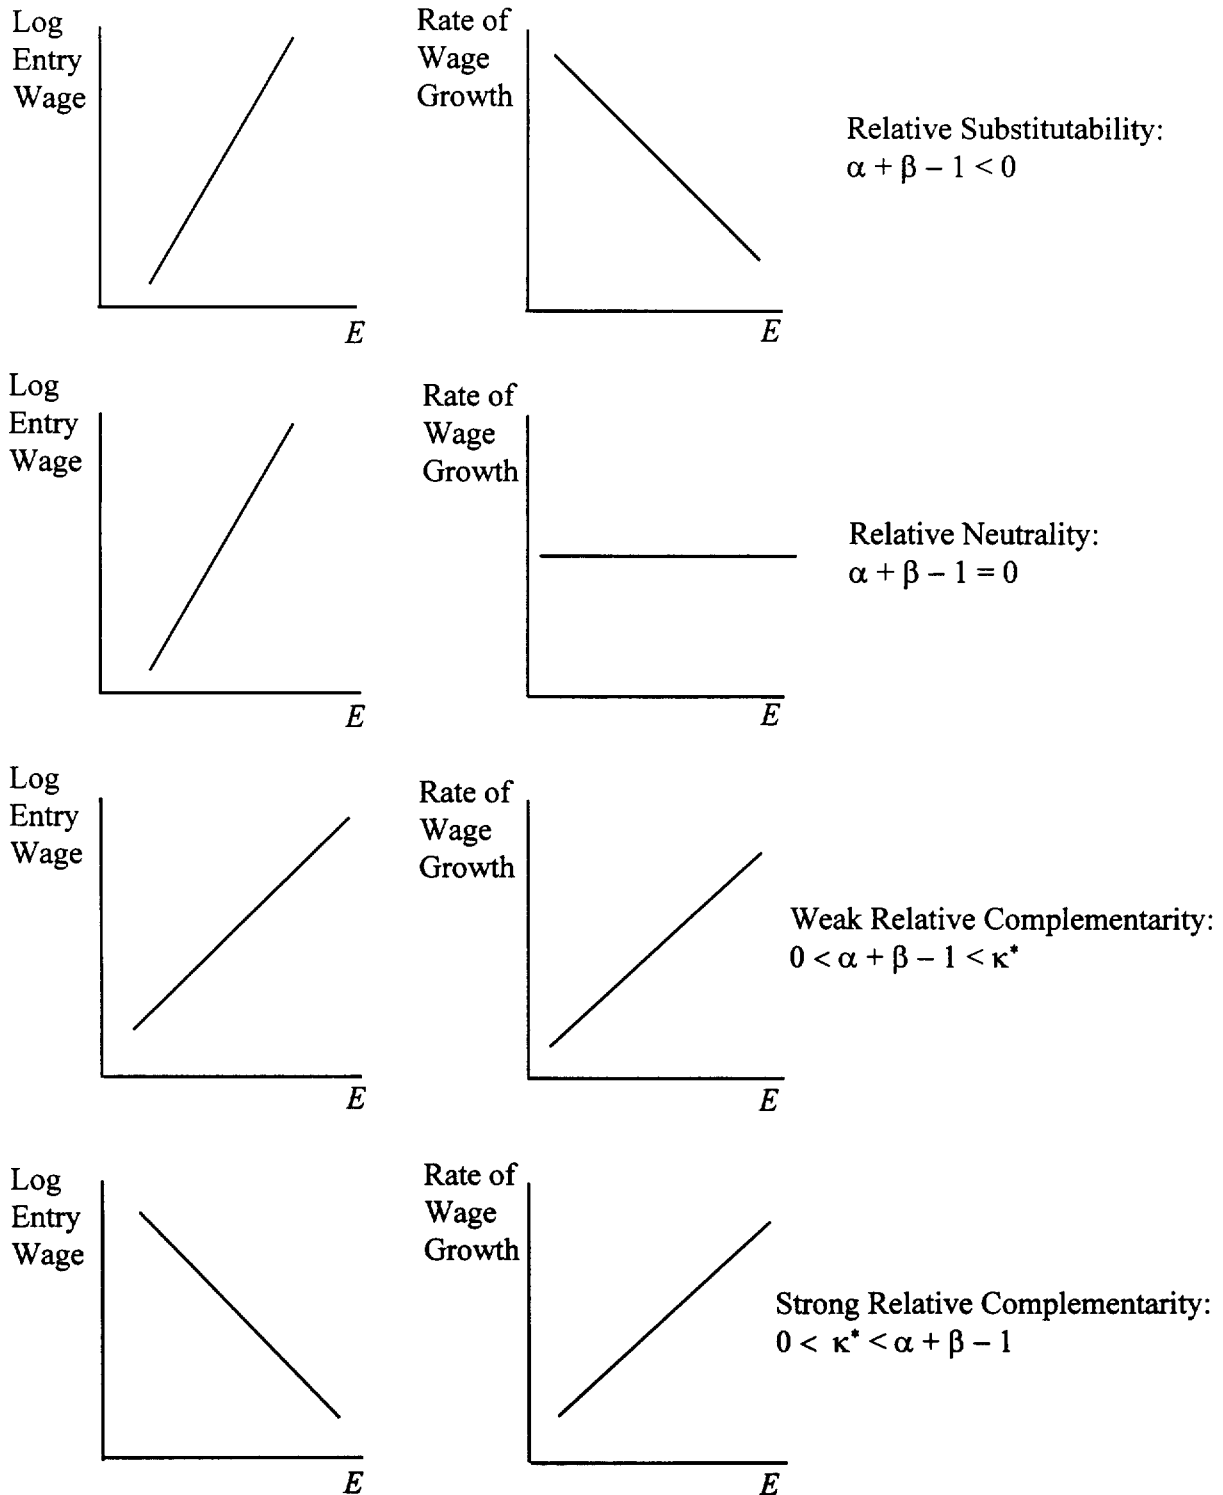 Log
Entry
Wage
E
Rate of
Wage
Growth
E
Relative Substitutability:
α + β – 1 < 0
Log
Entry
Wage
E
Rate of
Wage
Growth
E
Relative Neutrality:
α + β – 1 = 0
Log
Entry
Wage
E
Rate of
Wage
Growth
E
Weak Relative Complementarity:
0 < α + β – 1 < κ*
Log
Entry
Wage
E
Rate of
Wage
Growth
E
Strong Relative Complementarity:
0 < κ* < α + β – 1